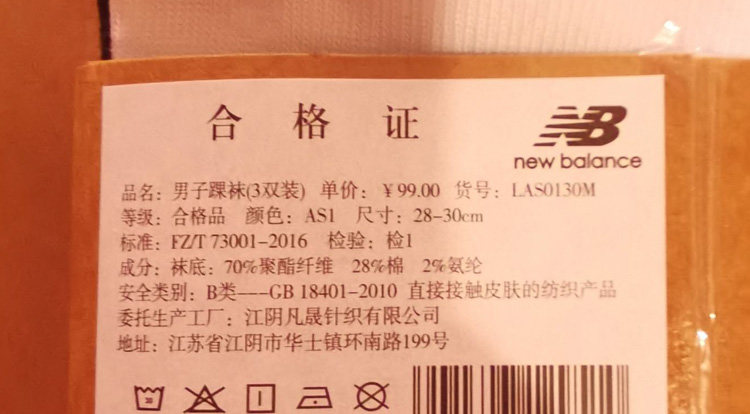 合格证
NB
new balance
品名：男子踝袜(3双装) 单价：￥99.00 货号：LAS0130M
等级：合格品 颜色：AS1 尺寸：28-30cm
标准：FZ/T 73001-2016 检验：检1
成分：袜底：70%聚酯纤维 28%棉 2%氨纶
安全类别：B类---GB 18401-2010 直接接触皮肤的纺织产品
委托生产工厂：江阴凡晟针织有限公司
地址：江苏省江阴市华士镇环南路199号
30